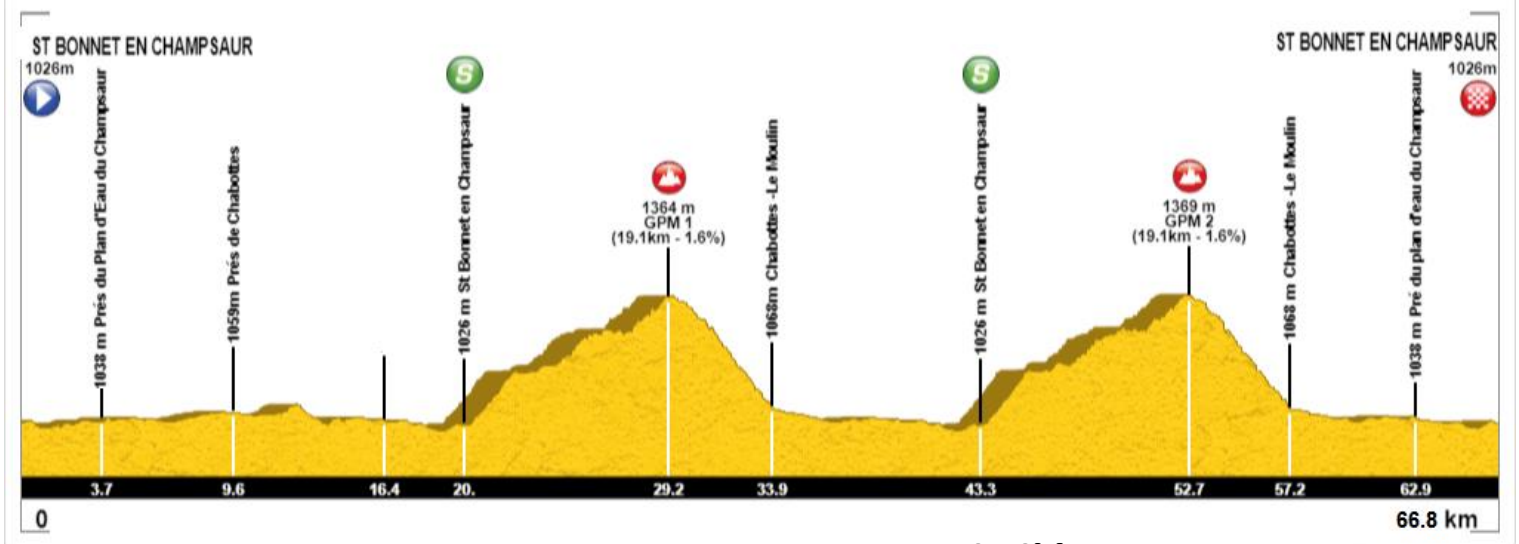 ST BONNET EN CHAMPSAUR
1026m
ST BONNET EN CHAMPSAUR
1026m
1038 m Prés du Plan d'Eau du Champsaur
1059m Prés de Chabottes
S
1026 m St Bonnet en Champsaur
1364 m
GPM 1
(19.1km - 1.6%)
1068m Chabottes -Le Moulin
S
1026 m St Bonnet en Champsaur
1369 m
GPM 2
(19.1km - 1.6%)
1068 m Chabottes -Le Moulin
1038 m Pré du plan d'eau du Champsaur
3.7 9.6 16.4 20. 29.2 33.9 43.3 52.7 57.2 62.9
0 66.8 km